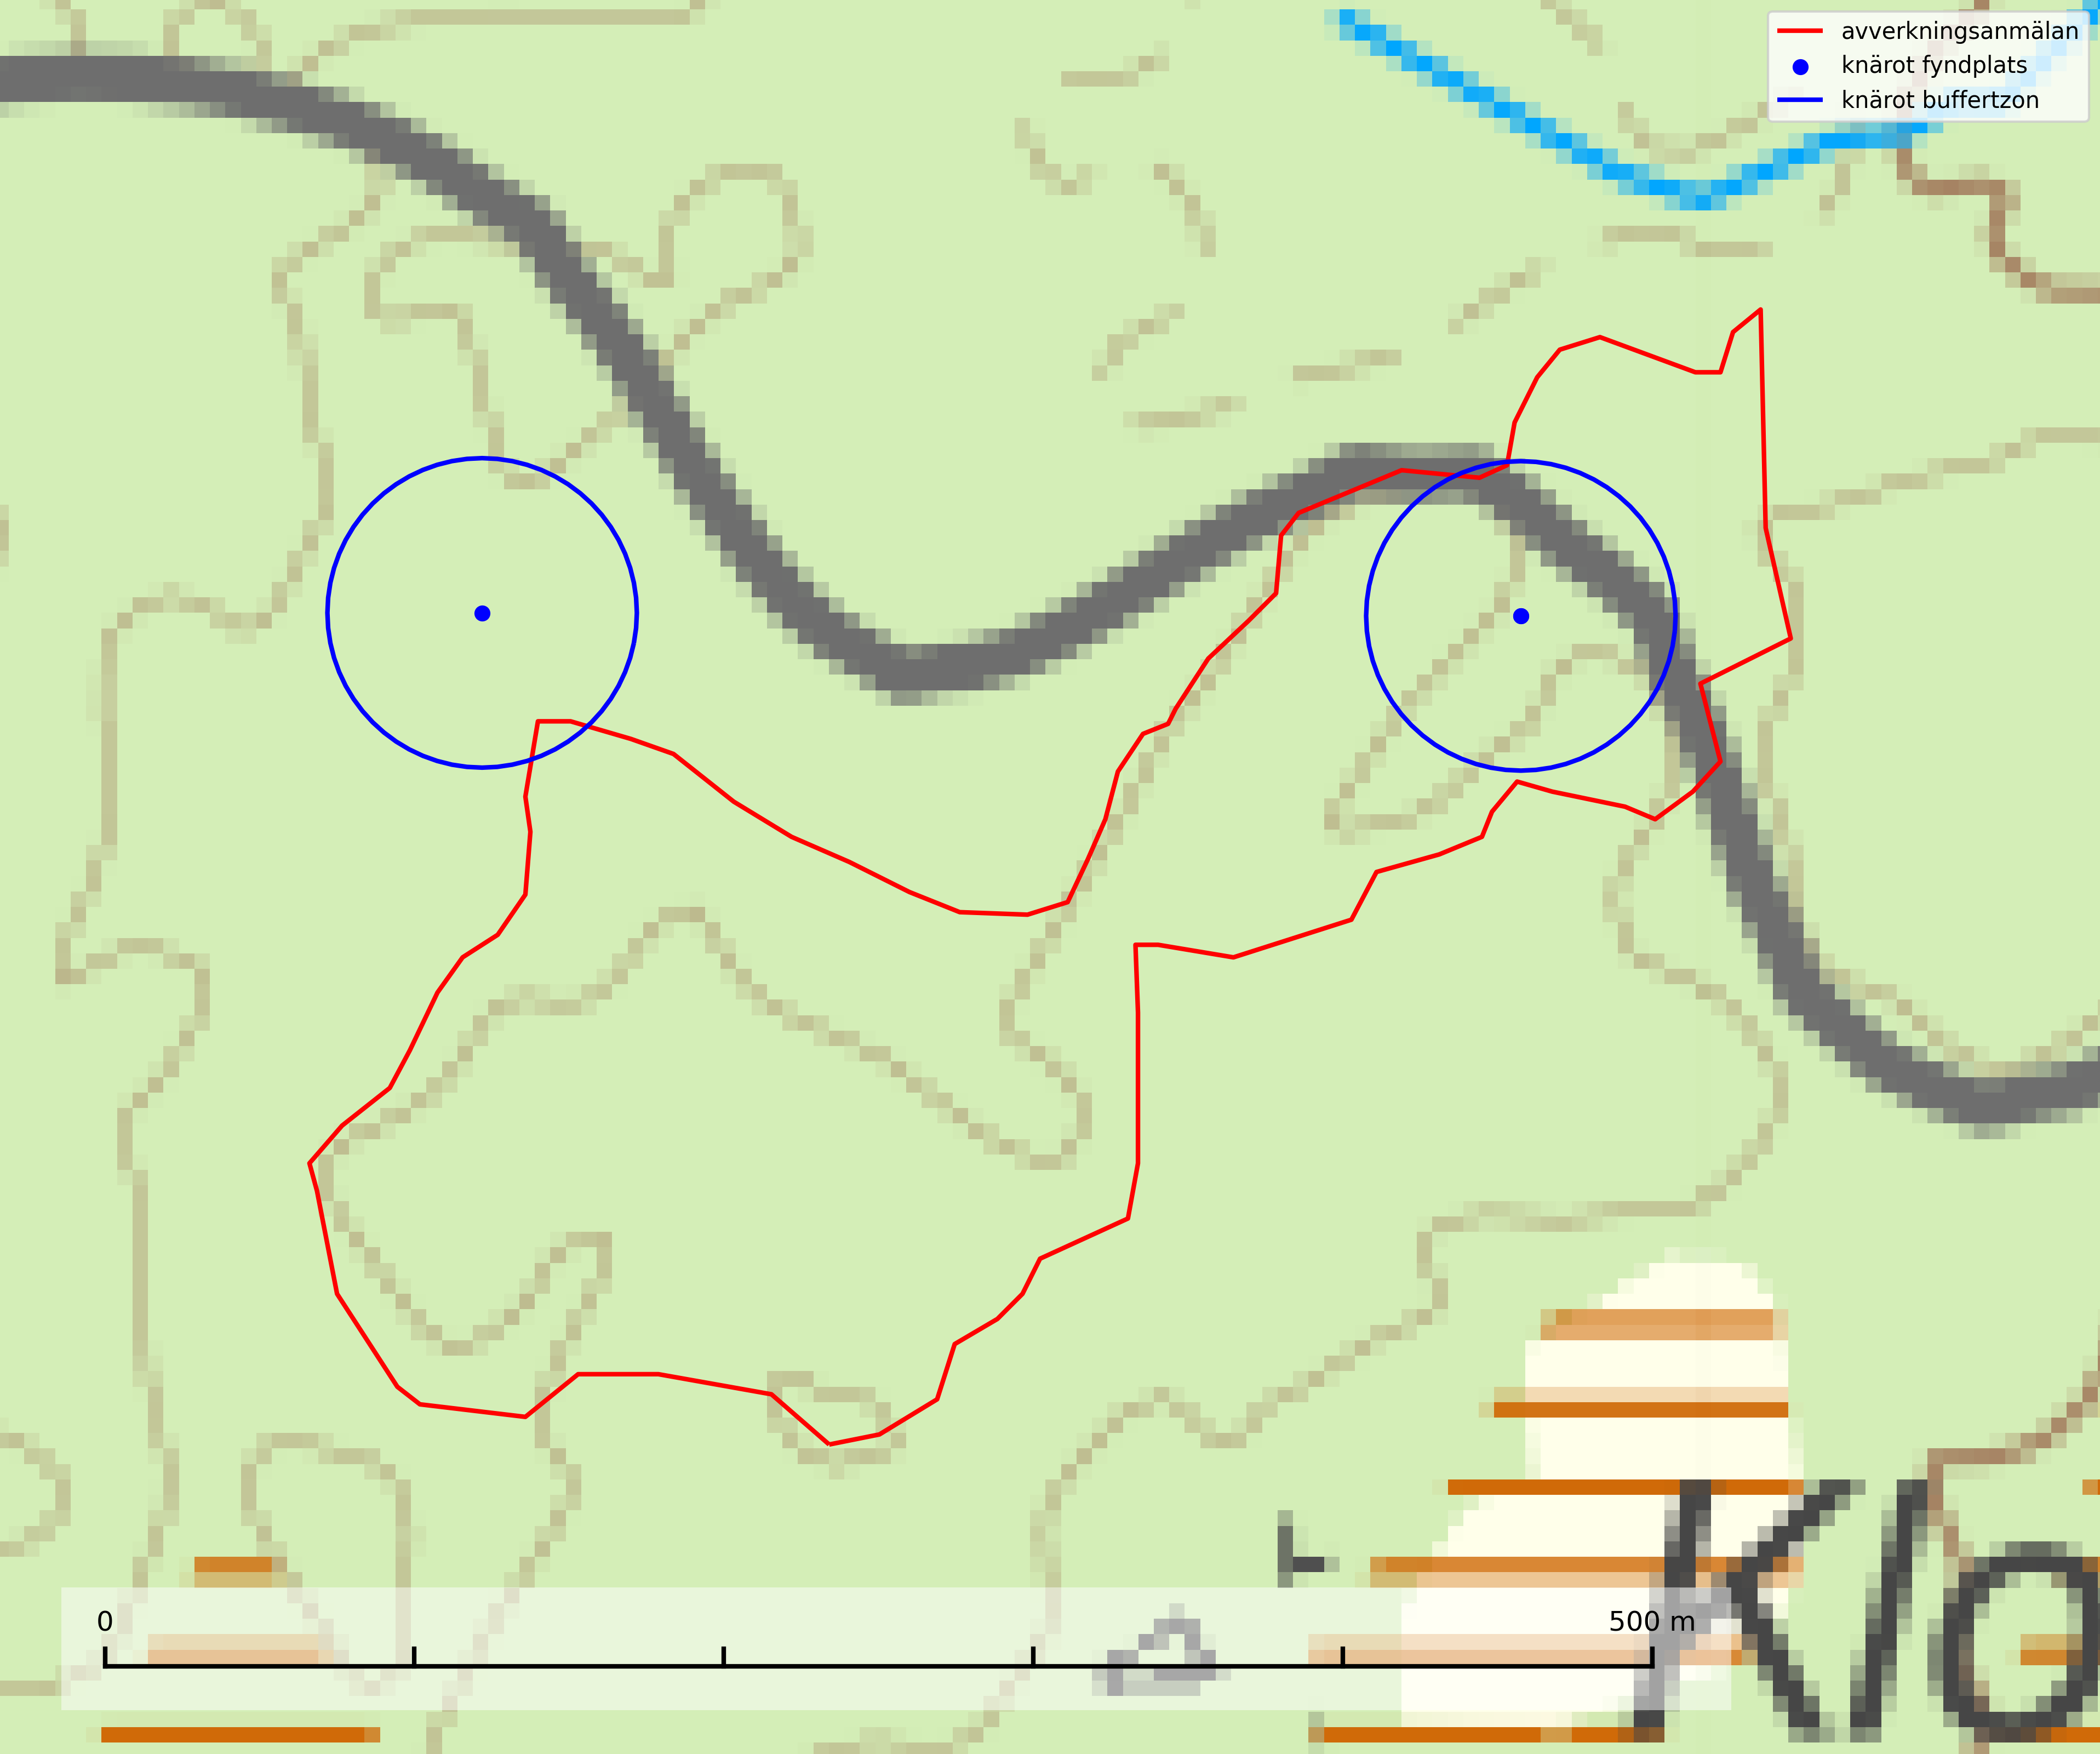 avverkningsanmälan
knärot fyndplats
knärot buffertzon
0 500 m